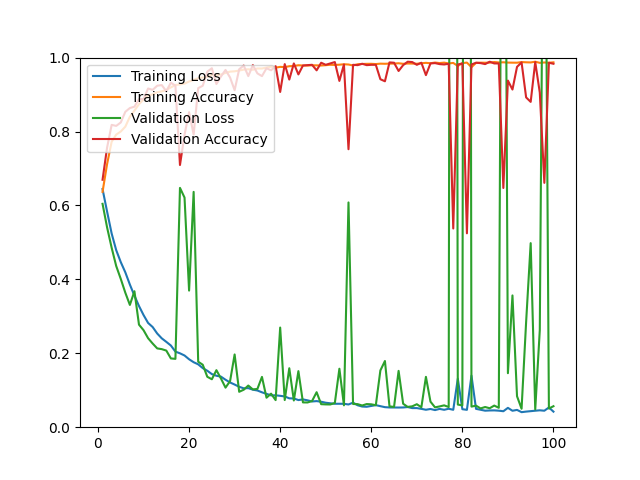 1.0
0.8
0.6
0.4
0.2
0.0
Training Loss
Training Accuracy
Validation Loss
Validation Accuracy
0 20 40 60 80 100